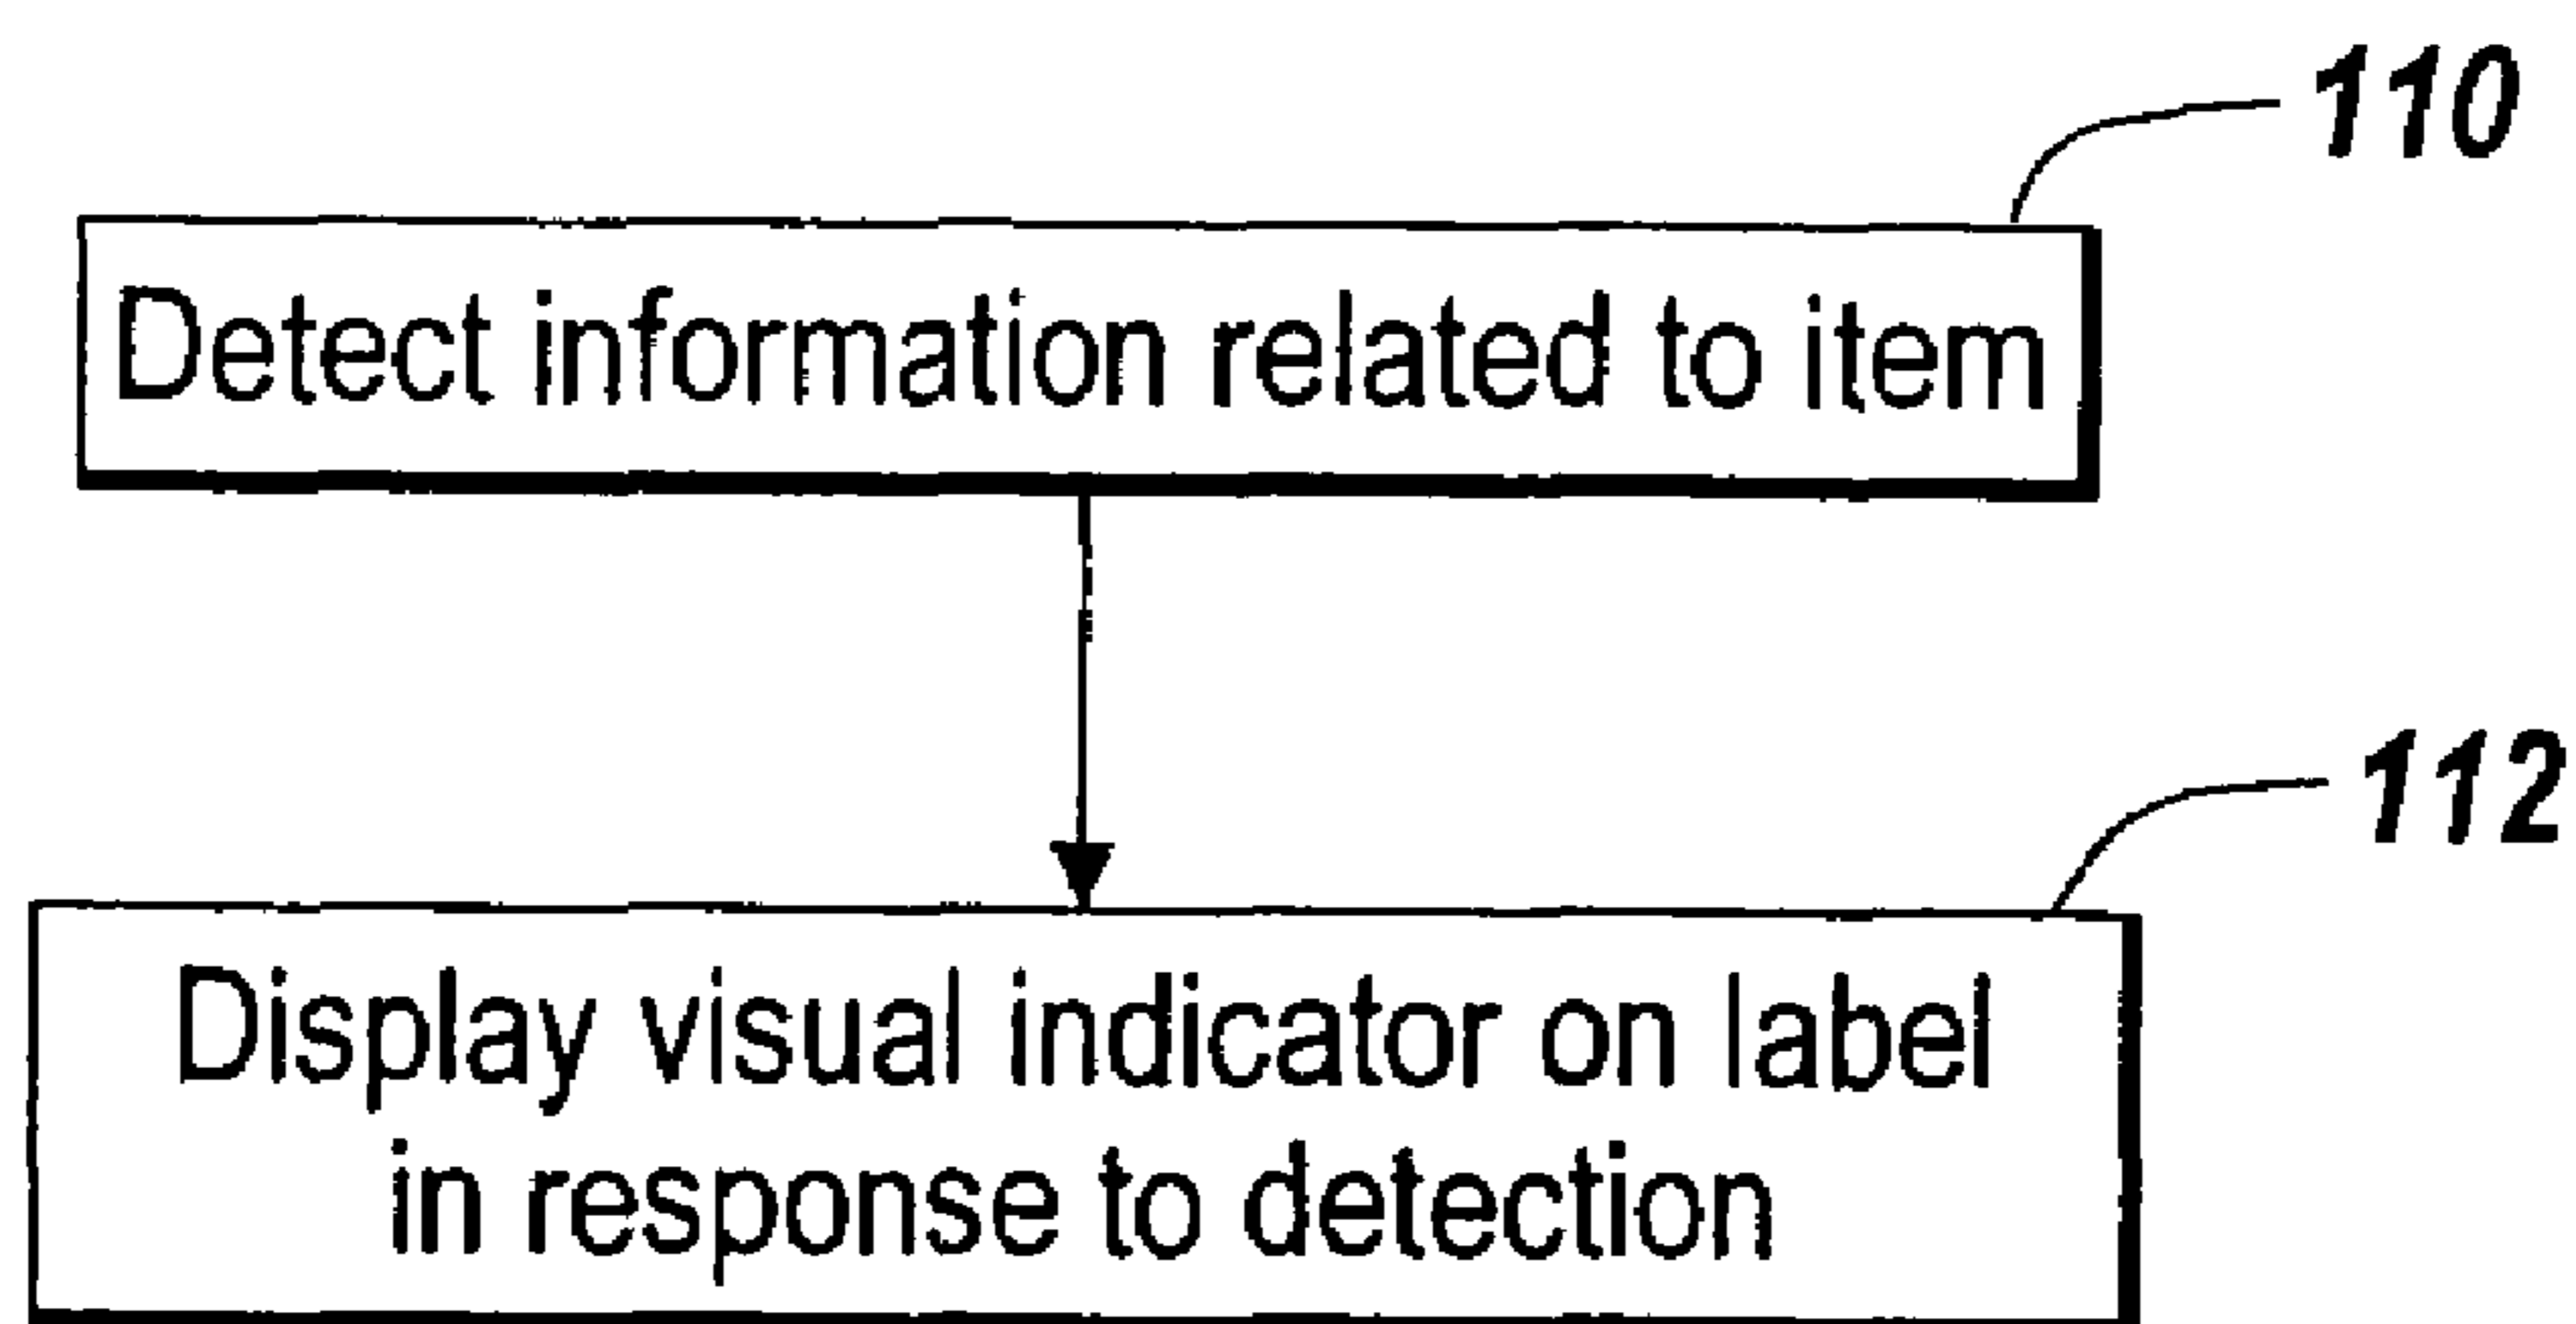 110
Detect information related to item
112
Display visual indicator on label
in response to detection